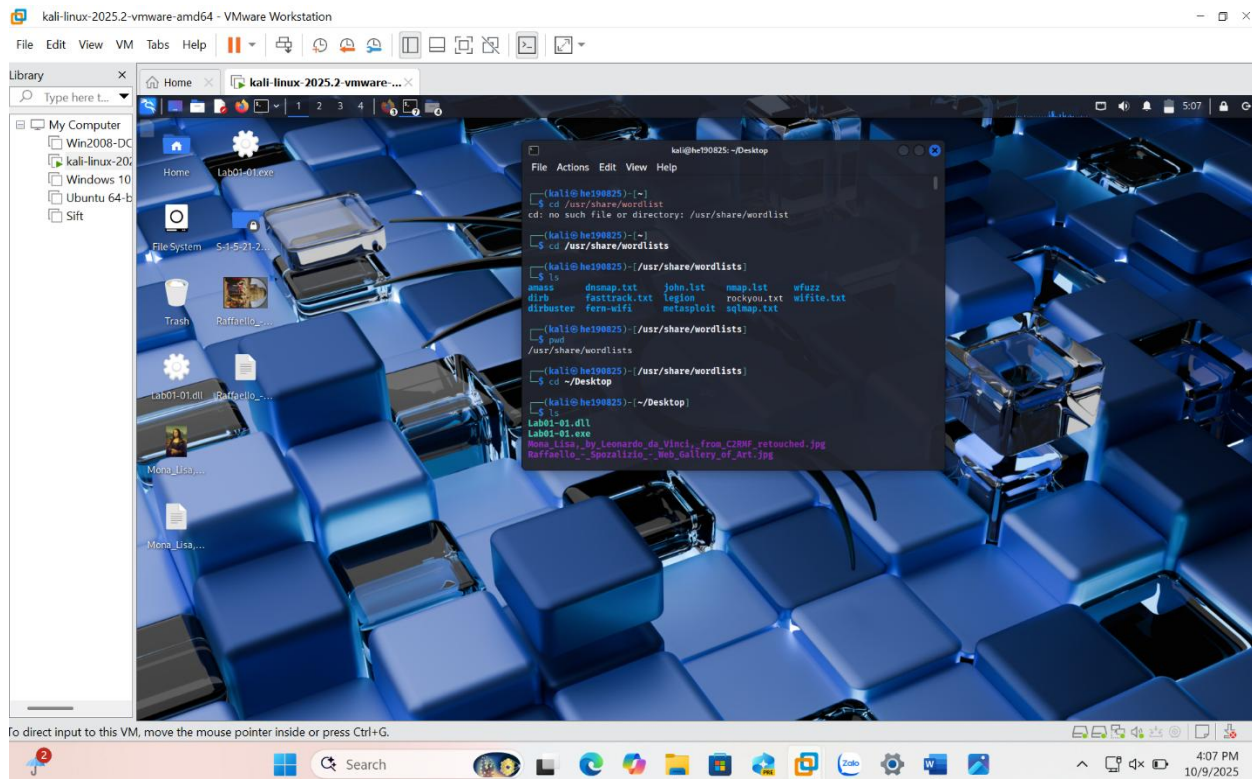 kali-linux-2025.2-vmware-amd64 - VMware Workstation
File Edit View VM Tabs Help
Library
Home
kali-linux-2025.2-vmware-...
Type here t...
1 2 3 4
5:07
My Computer
Win2008-DC
kali-linux-202
Windows 10
Ubuntu 64-b
Sift
Home
Lab01-01.exe
File System
S-1-5-21-2...
Trash
Raffaello_-...
Lab01-01.dll
Raffaello_-...
Mona_Lisa,...
Mona_Lisa,...
kali@he190825: ~/Desktop
File Actions Edit View Help
┌──(kali㉿he190825)-[~]
└─$ cd /usr/share/wordlist
cd: no such file or directory: /usr/share/wordlist
┌──(kali㉿he190825)-[~]
└─$ cd /usr/share/wordlists
┌──(kali㉿he190825)-[/usr/share/wordlists]
└─$ ls
amass dnsmap.txt john.lst nmap.lst wfuzz
dirb fasttrack.txt legion rockyou.txt wifite.txt
dirbuster fern-wifi metasploit sqlmap.txt
┌──(kali㉿he190825)-[/usr/share/wordlists]
└─$ pwd
/usr/share/wordlists
┌──(kali㉿he190825)-[/usr/share/wordlists]
└─$ cd ~/Desktop
┌──(kali㉿he190825)-[~/Desktop]
└─$ ls
Lab01-01.dll
Lab01-01.exe
Mona_Lisa,_by_Leonardo_da_Vinci,_from_C2RMF_retouched.jpg
Raffaello_-_Spozalizio_-_Web_Gallery_of_Art.jpg
To direct input to this VM, move the mouse pointer inside or press Ctrl+G.
2
Search
PRE
Zalo
4:07 PM
10/9/2025